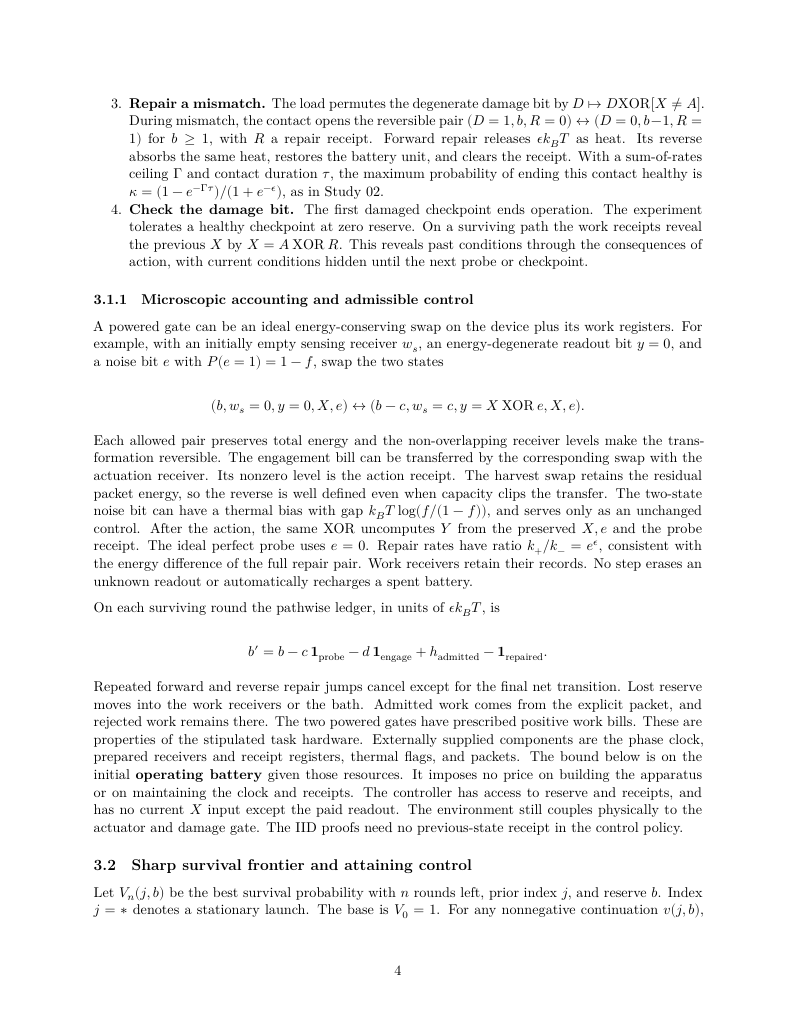 3. Repair a mismatch. The load permutes the degenerate damage bit by D ↦ DXOR[X ≠ A].
During mismatch, the contact opens the reversible pair (D = 1, b, R = 0) ↔ (D = 0, b−1, R =
1) for b ≥ 1, with R a repair receipt. Forward repair releases ϵk_BT as heat. Its reverse
absorbs the same heat, restores the battery unit, and clears the receipt. With a sum-of-rates
ceiling Γ and contact duration τ, the maximum probability of ending this contact healthy is
κ = (1 − e^{−Γτ})/(1 + e^{−ϵ}), as in Study 02.
4. Check the damage bit. The first damaged checkpoint ends operation. The experiment
tolerates a healthy checkpoint at zero reserve. On a surviving path the work receipts reveal
the previous X by X = A XOR R. This reveals past conditions through the consequences of
action, with current conditions hidden until the next probe or checkpoint.
3.1.1 Microscopic accounting and admissible control
A powered gate can be an ideal energy-conserving swap on the device plus its work registers. For
example, with an initially empty sensing receiver w_s, an energy-degenerate readout bit y = 0, and
a noise bit e with P(e = 1) = 1 − f, swap the two states
(b, w_s = 0, y = 0, X, e) ↔ (b − c, w_s = c, y = X XOR e, X, e).
Each allowed pair preserves total energy and the non-overlapping receiver levels make the trans-
formation reversible. The engagement bill can be transferred by the corresponding swap with the
actuation receiver. Its nonzero level is the action receipt. The harvest swap retains the residual
packet energy, so the reverse is well defined even when capacity clips the transfer. The two-state
noise bit can have a thermal bias with gap k_BT log(f/(1 − f)), and serves only as an unchanged
control. After the action, the same XOR uncomputes Y from the preserved X, e and the probe
receipt. The ideal perfect probe uses e = 0. Repair rates have ratio k_+/k_− = e^ϵ, consistent with
the energy difference of the full repair pair. Work receivers retain their records. No step erases an
unknown readout or automatically recharges a spent battery.
On each surviving round the pathwise ledger, in units of ϵk_BT, is
b′ = b − c 1_probe − d 1_engage + h_admitted − 1_repaired.
Repeated forward and reverse repair jumps cancel except for the final net transition. Lost reserve
moves into the work receivers or the bath. Admitted work comes from the explicit packet, and
rejected work remains there. The two powered gates have prescribed positive work bills. These are
properties of the stipulated task hardware. Externally supplied components are the phase clock,
prepared receivers and receipt registers, thermal flags, and packets. The bound below is on the
initial operating battery given those resources. It imposes no price on building the apparatus
or on maintaining the clock and receipts. The controller has access to reserve and receipts, and
has no current X input except the paid readout. The environment still couples physically to the
actuator and damage gate. The IID proofs need no previous-state receipt in the control policy.
3.2 Sharp survival frontier and attaining control
Let V_n(j, b) be the best survival probability with n rounds left, prior index j, and reserve b. Index
j = ∗ denotes a stationary launch. The base is V_0 = 1. For any nonnegative continuation v(j, b),
4